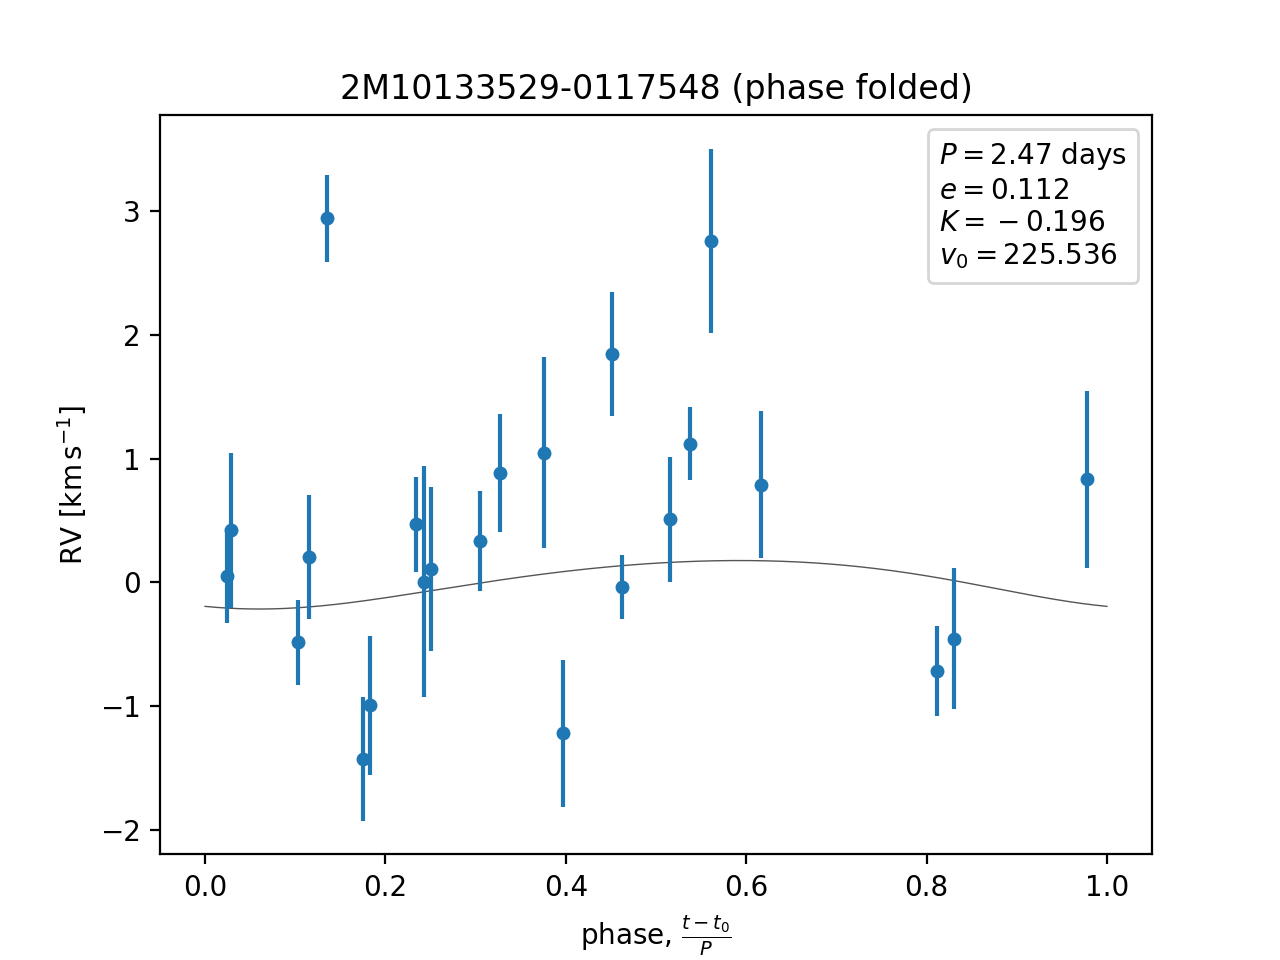 2M10133529-0117548 (phase folded)
P = 2.47 days
e = 0.112
K = −0.196
v₀ = 225.536
RV [km s⁻¹]
3
2
1
0
−1
−2
0.0 0.2 0.4 0.6 0.8 1.0
phase, (t − t₀)/P